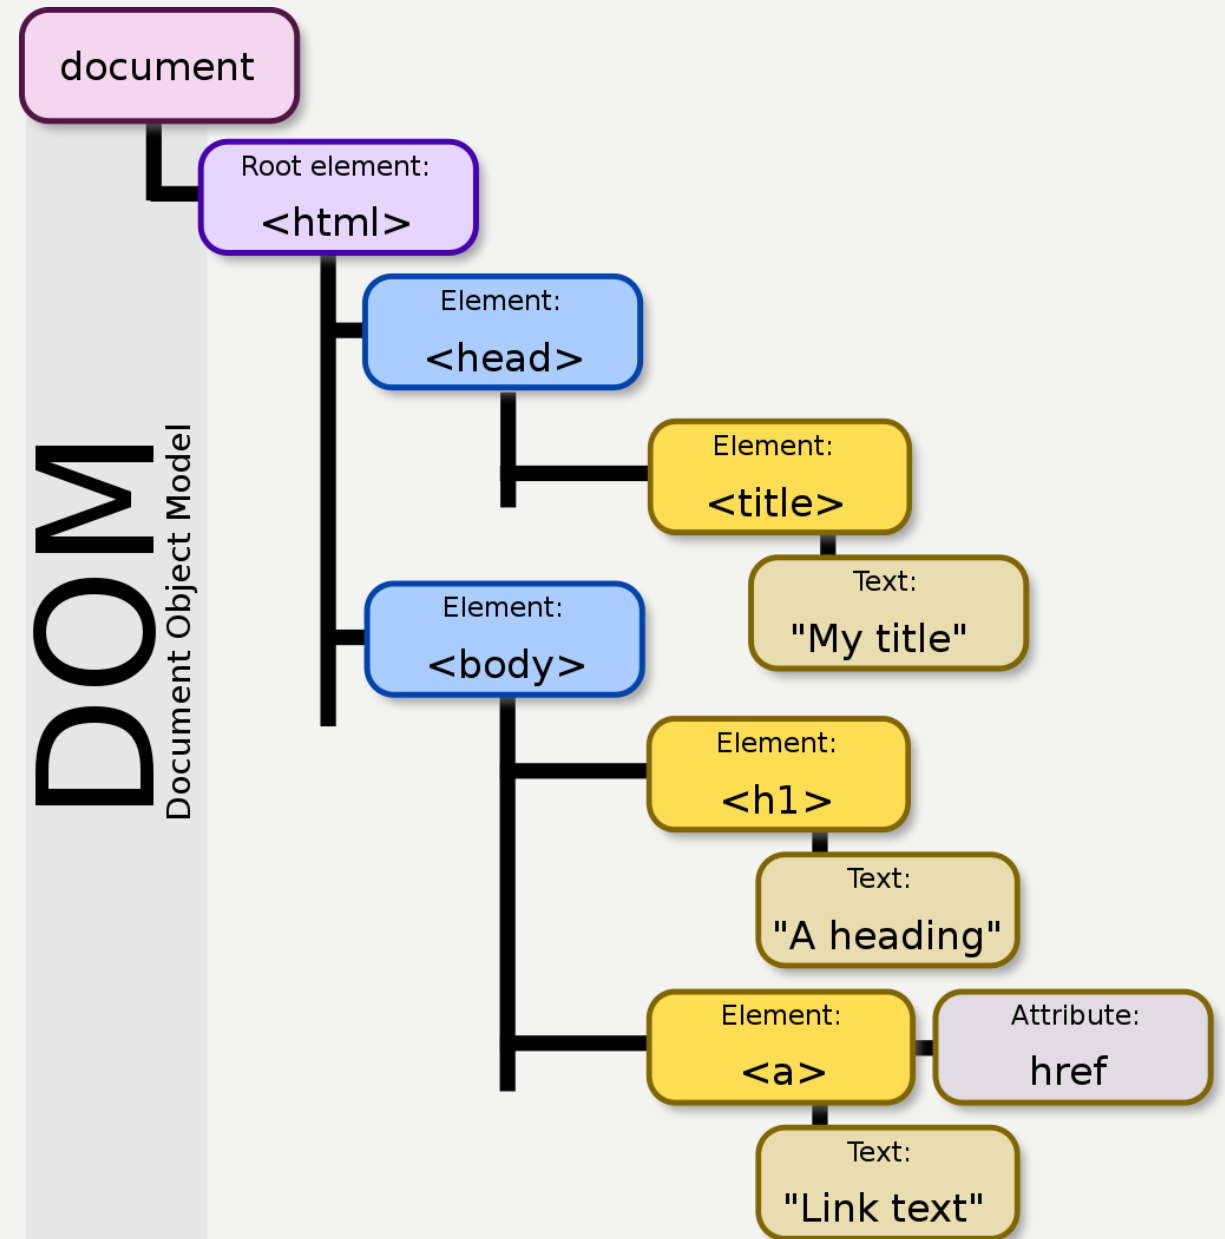 document
Root element:
<html>
Element:
<head>
Element:
<title>
Text:
"My title"
Element:
<body>
Element:
<h1>
Text:
"A heading"
Element:
<a>
Attribute:
href
Text:
"Link text"
DOM
Document Object Model